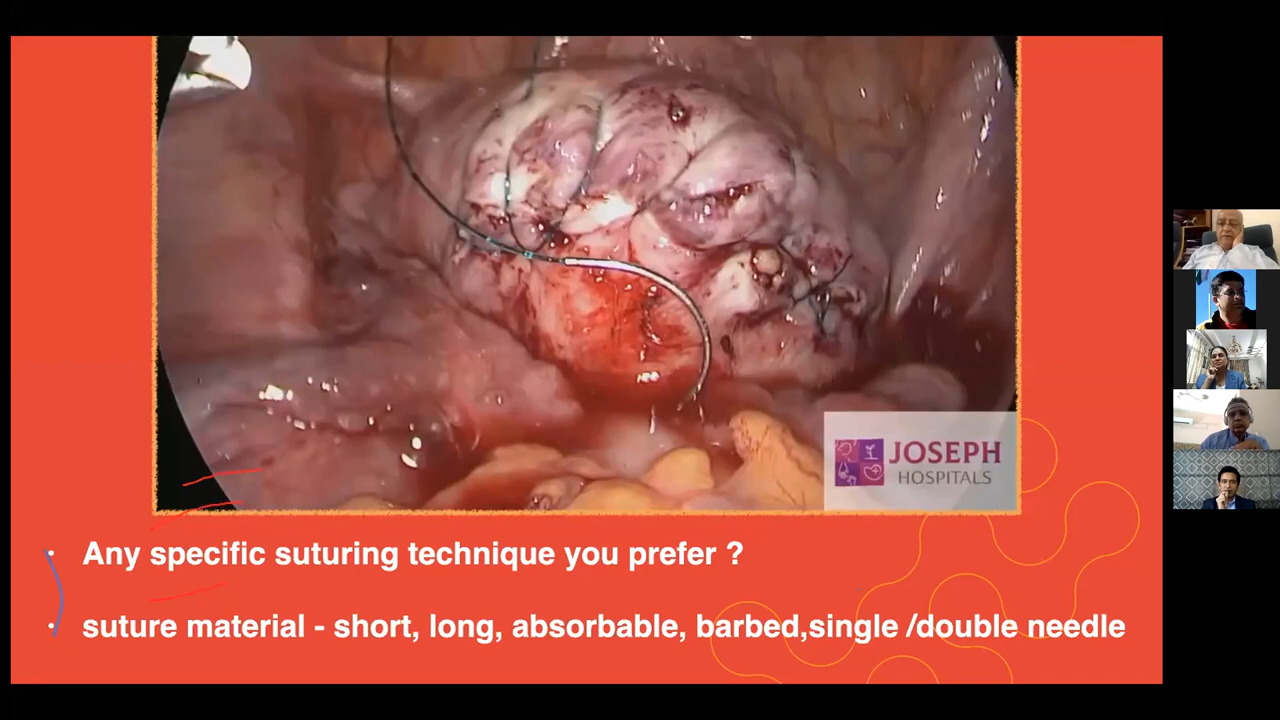 JOSEPH
HOSPITALS
• Any specific suturing technique you prefer ?
• suture material - short, long, absorbable, barbed,single /double needle